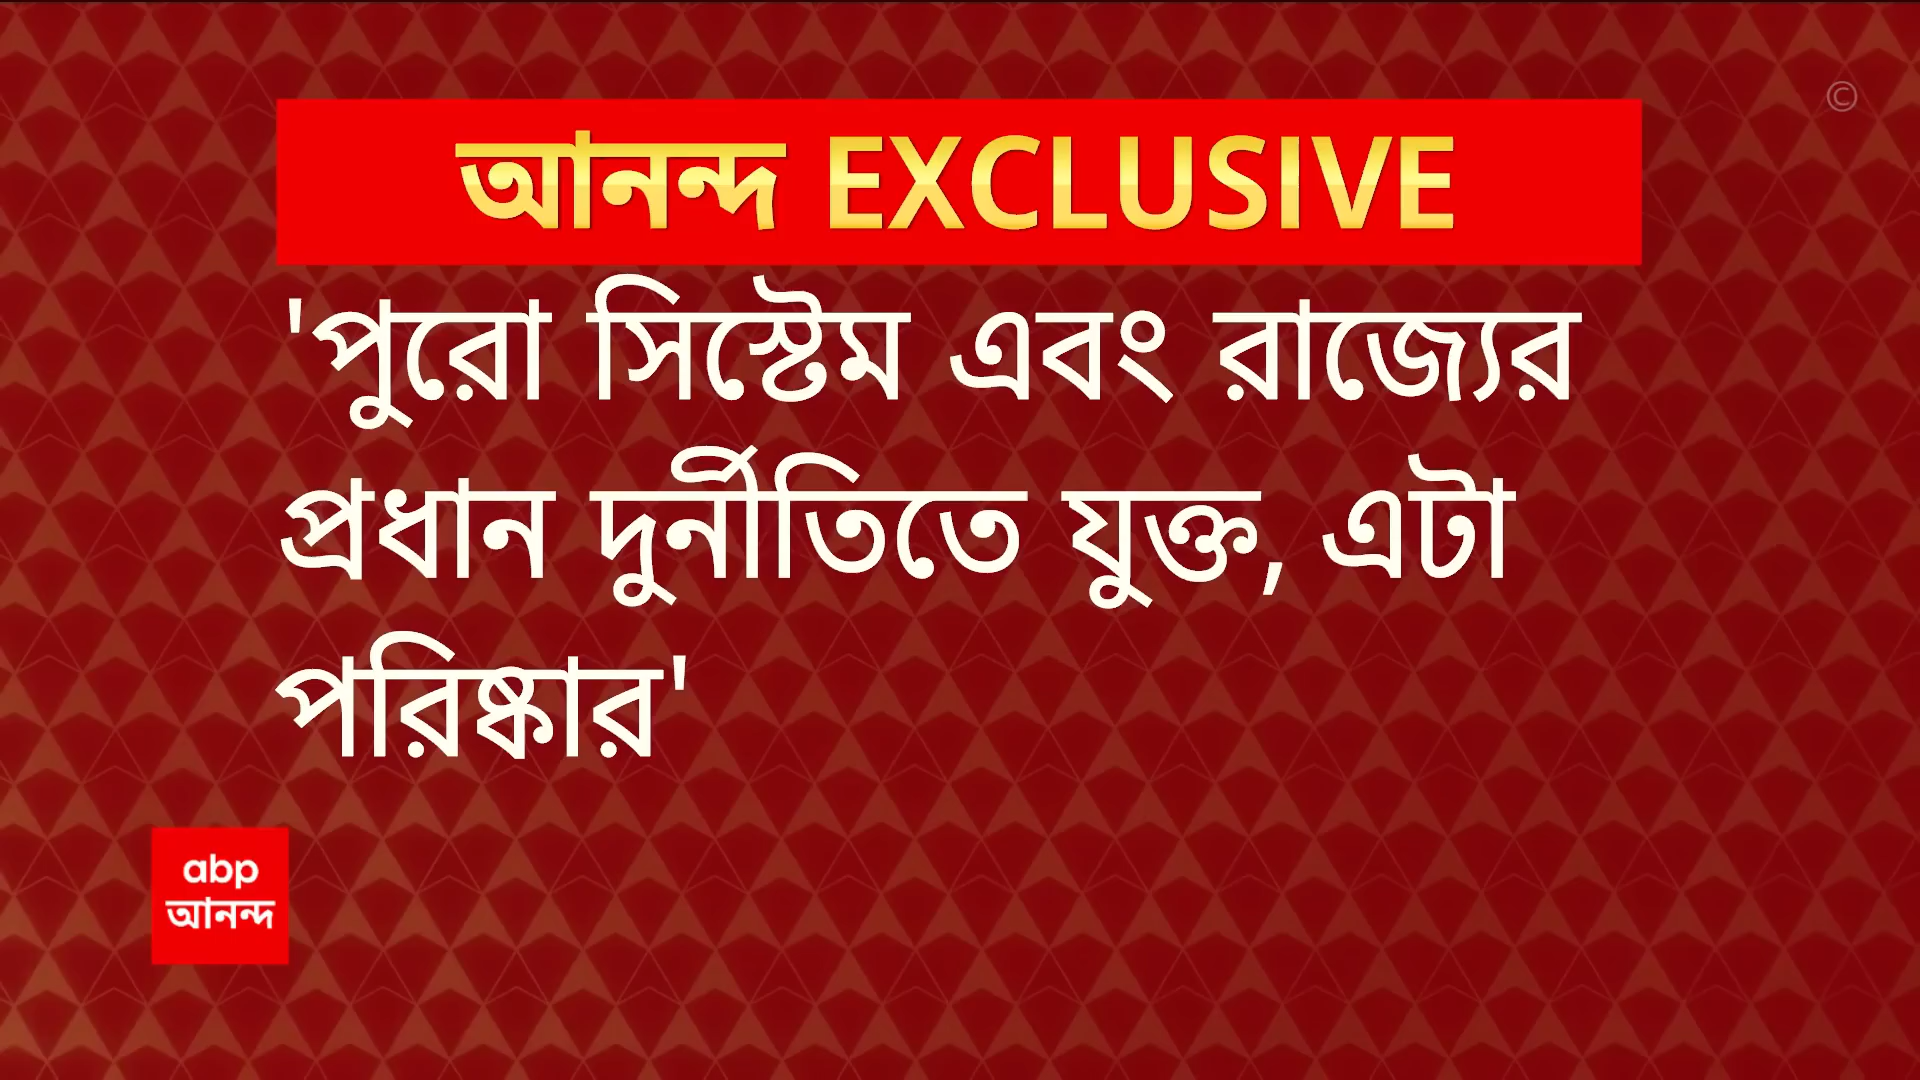 ©
আনন্দ EXCLUSIVE
'পুরো সিস্টেম এবং রাজ্যের
প্রধান দুর্নীতিতে যুক্ত, এটা
পরিষ্কার'
abp
আনন্দ